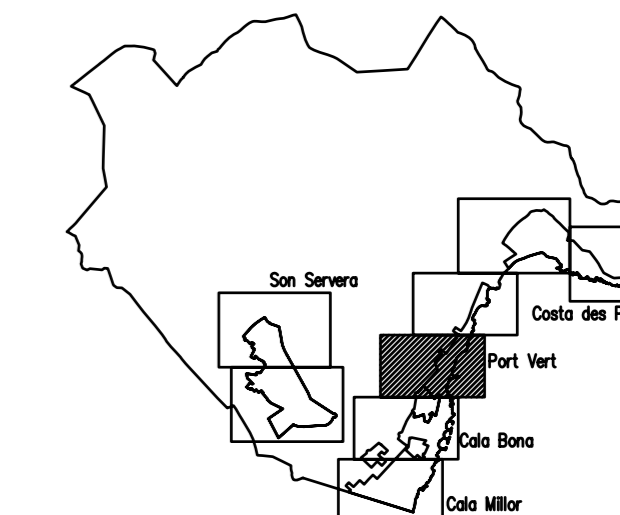 Son Servera
Costa des
Port Vert
Cala Bona
Cala Millor